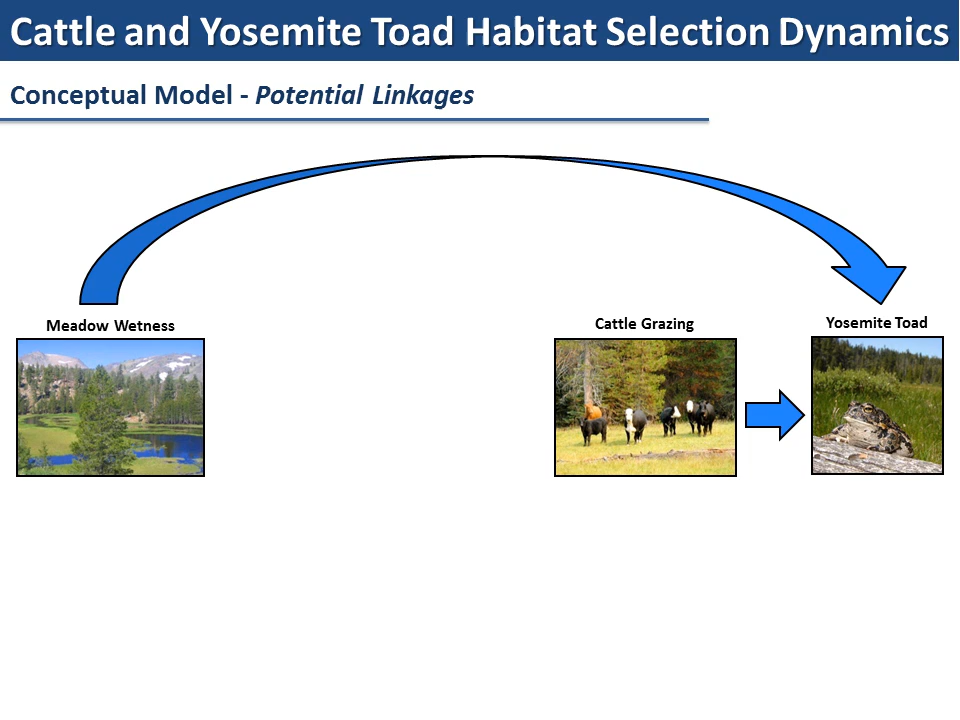 Cattle and Yosemite Toad Habitat Selection Dynamics
Conceptual Model - Potential Linkages
Meadow Wetness
Cattle Grazing
Yosemite Toad